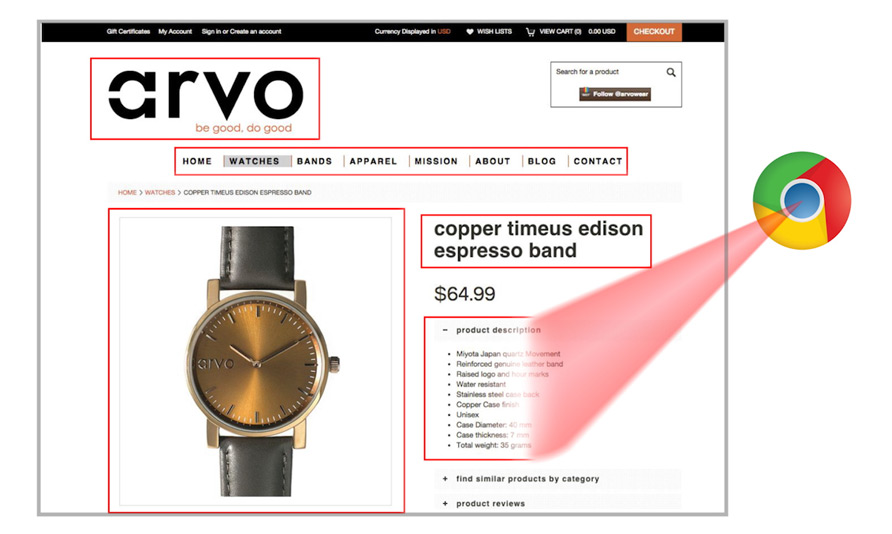 Gift Certificates My Account Sign in or Create an account Currency Displayed in USD WISH LISTS VIEW CART (0) 0.00 USD CHECKOUT
arvo
be good, do good
Search for a product
Follow @arvowear
HOME WATCHES BANDS APPAREL MISSION ABOUT BLOG CONTACT
HOME > WATCHES > COPPER TIMEUS EDISON ESPRESSO BAND
copper timeus edison
espresso band
$64.99
arvo
− product description
• Miyota Japan quartz Movement
• Reinforced genuine leather band
• Raised logo and hour marks
• Water resistant
• Stainless steel case back
• Copper Case finish
• Unisex
• Case Diameter: 40 mm
• Case thickness: 7 mm
• Total weight: 35 grams
+ find similar products by category
+ product reviews